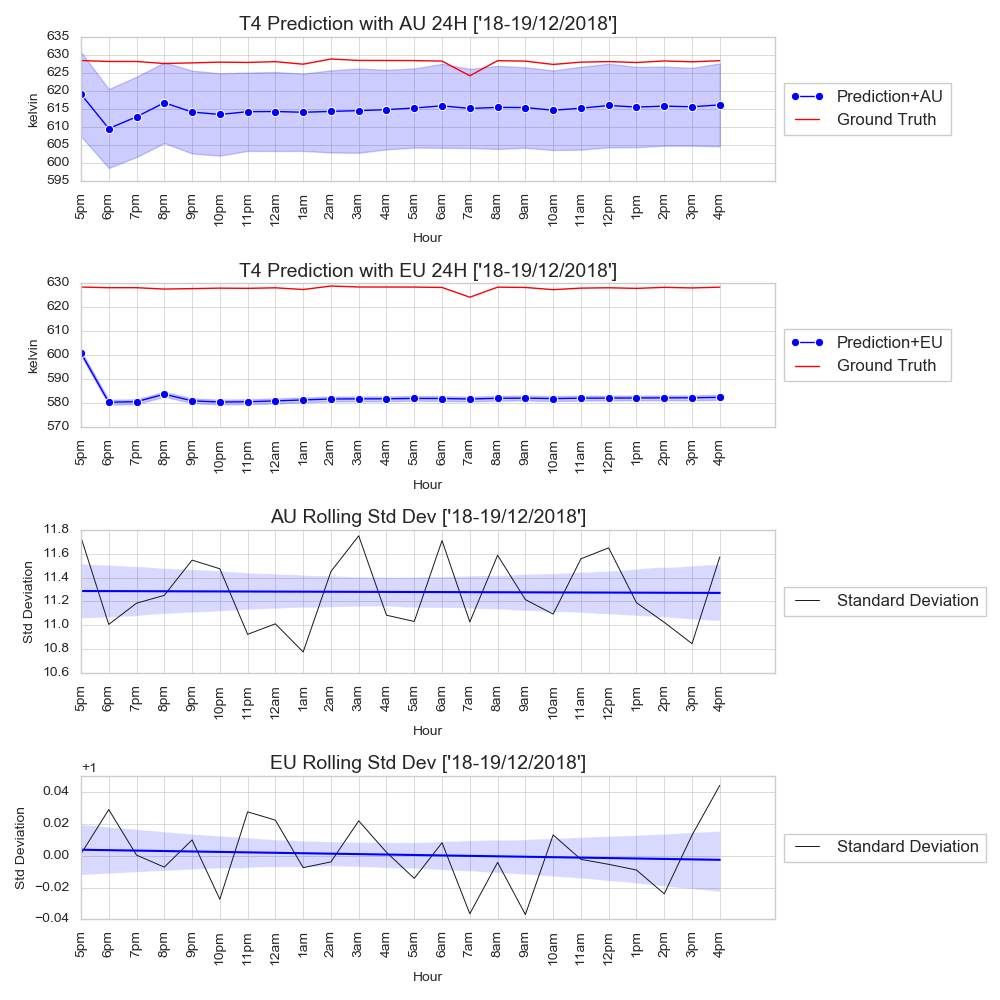 T4 Prediction with AU 24H ['18-19/12/2018']
635
630
625
620
615
610
605
600
595
kelvin
5pm 6pm 7pm 8pm 9pm 10pm 11pm 12am 1am 2am 3am 4am 5am 6am 7am 8am 9am 10am 11am 12pm 1pm 2pm 3pm 4pm
Hour
Prediction+AU
Ground Truth
T4 Prediction with EU 24H ['18-19/12/2018']
630
620
610
600
590
580
570
kelvin
5pm 6pm 7pm 8pm 9pm 10pm 11pm 12am 1am 2am 3am 4am 5am 6am 7am 8am 9am 10am 11am 12pm 1pm 2pm 3pm 4pm
Hour
Prediction+EU
Ground Truth
AU Rolling Std Dev ['18-19/12/2018']
11.8
11.6
11.4
11.2
11.0
10.8
10.6
Std Deviation
5pm 6pm 7pm 8pm 9pm 10pm 11pm 12am 1am 2am 3am 4am 5am 6am 7am 8am 9am 10am 11am 12pm 1pm 2pm 3pm 4pm
Hour
Standard Deviation
EU Rolling Std Dev ['18-19/12/2018']
+1
0.04
0.02
0.00
−0.02
−0.04
Std Deviation
5pm 6pm 7pm 8pm 9pm 10pm 11pm 12am 1am 2am 3am 4am 5am 6am 7am 8am 9am 10am 11am 12pm 1pm 2pm 3pm 4pm
Hour
Standard Deviation